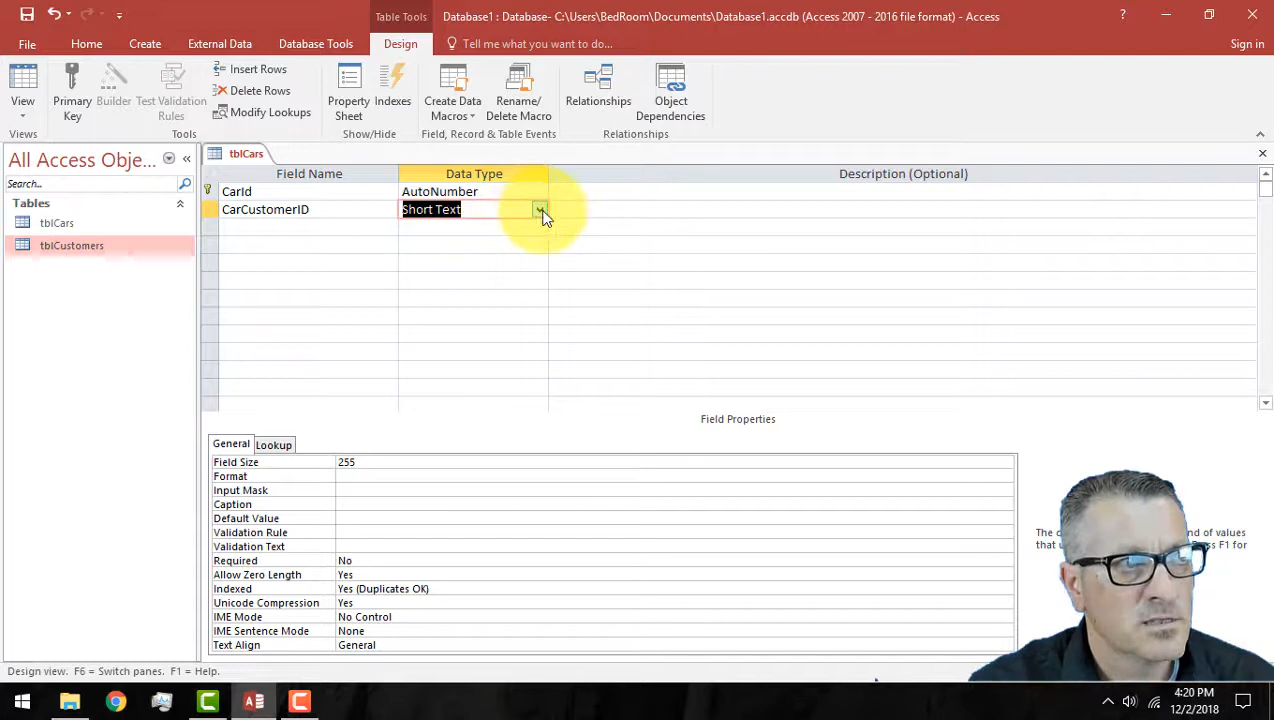 Table Tools
Database1 : Database- C:\Users\BedRoom\Documents\Database1.accdb (Access 2007 - 2016 file format) - Access
File Home Create External Data Database Tools Design Tell me what you want to do... Sign in
View
Primary Key
Builder
Test Validation Rules
Insert Rows
Delete Rows
Modify Lookups
Property Sheet
Indexes
Create Data Macros
Rename/ Delete Macro
Relationships
Object Dependencies
Views Tools Show/Hide Field, Record & Table Events Relationships
All Access Obje...
Search...
Tables
tblCars
tblCustomers
tblCars
Field Name Data Type Description (Optional)
CarId AutoNumber
CarCustomerID Short Text
Field Properties
General Lookup
Field Size 255
Format
Input Mask
Caption
Default Value
Validation Rule
Validation Text
Required No
Allow Zero Length Yes
Indexed Yes (Duplicates OK)
Unicode Compression Yes
IME Mode No Control
IME Sentence Mode None
Text Align General
The nd of values
that F1 for
Design view. F6 = Switch panes. F1 = Help.
4:20 PM
12/2/2018